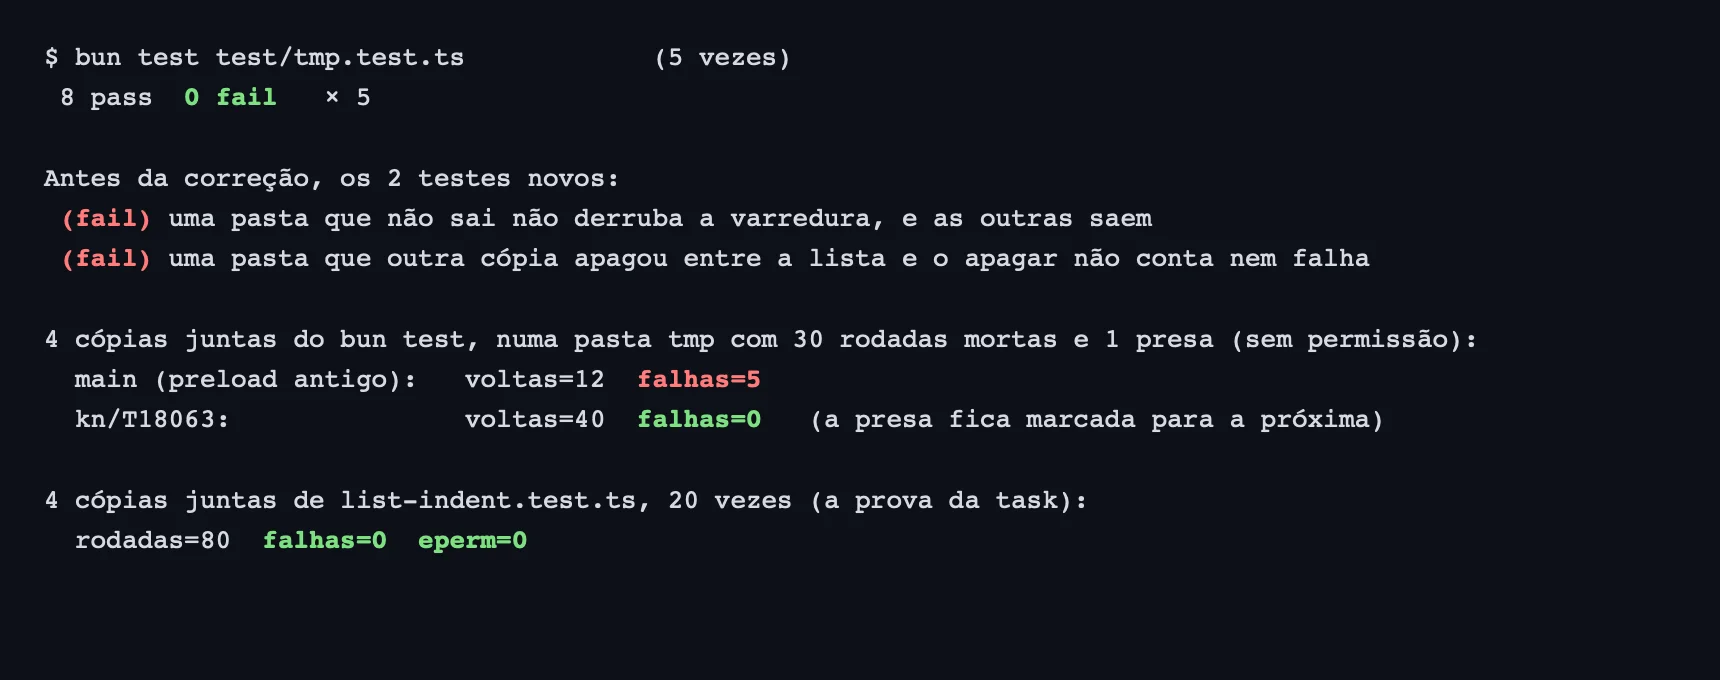 $ bun test test/tmp.test.ts (5 vezes)
8 pass 0 fail × 5
Antes da correção, os 2 testes novos:
(fail) uma pasta que não sai não derruba a varredura, e as outras saem
(fail) uma pasta que outra cópia apagou entre a lista e o apagar não conta nem falha
4 cópias juntas do bun test, numa pasta tmp com 30 rodadas mortas e 1 presa (sem permissão):
main (preload antigo): voltas=12 falhas=5
kn/T18063: voltas=40 falhas=0 (a presa fica marcada para a próxima)
4 cópias juntas de list-indent.test.ts, 20 vezes (a prova da task):
rodadas=80 falhas=0 eperm=0